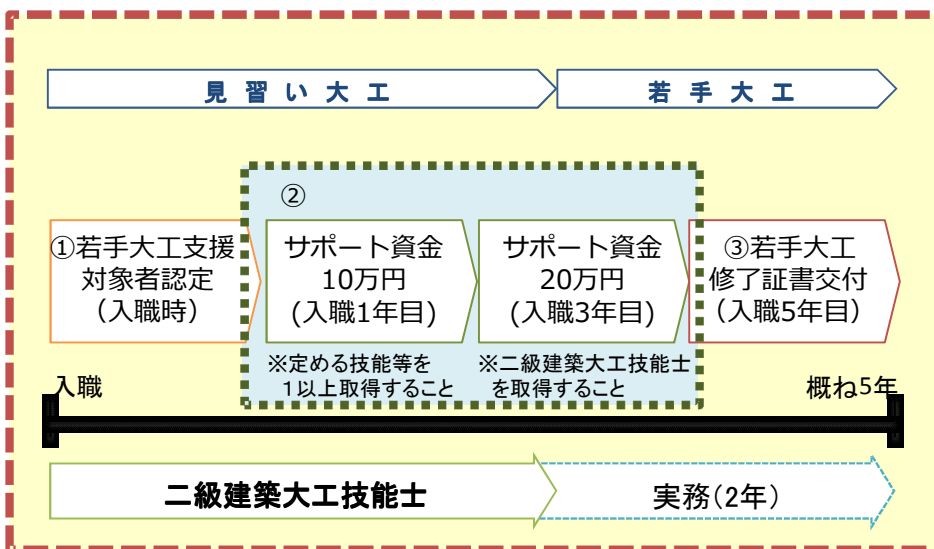 見習い大工
若手大工
①若手大工支援
対象者認定
（入職時）
②
サポート資金
10万円
(入職1年目)
※定める技能等を
１以上取得すること
サポート資金
20万円
(入職3年目)
※二級建築大工技能士
を取得すること
③若手大工
修了証書交付
（入職5年目）
入職
概ね5年
二級建築大工技能士
実務(2年)